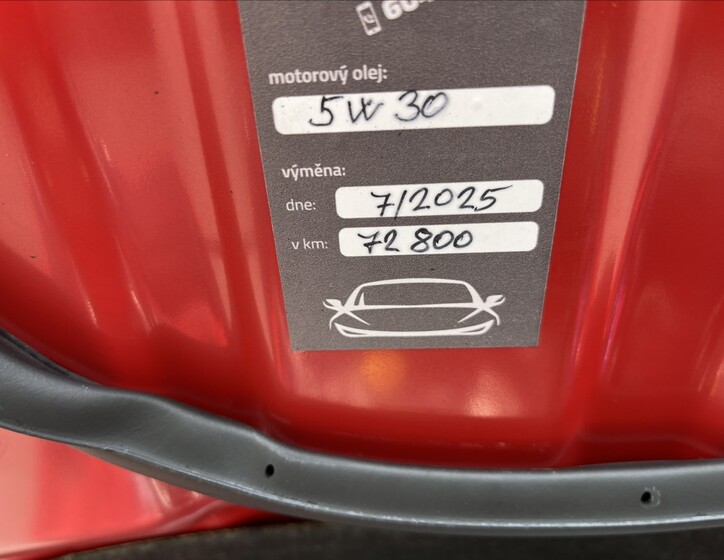 motorový olej:
5W30
výměna:
dne: 7/2025
v km: 72 800